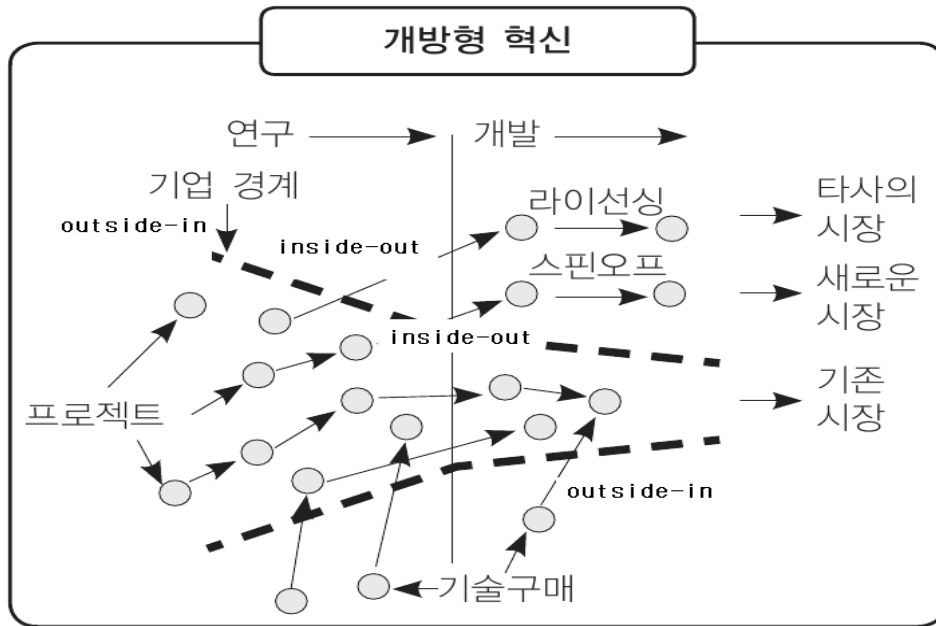 개방형 혁신
연구
개발
기업 경계
outside-in
inside-out
라이선싱
타사의
시장
스핀오프
새로운
시장
inside-out
프로젝트
기존
시장
outside-in
기술구매